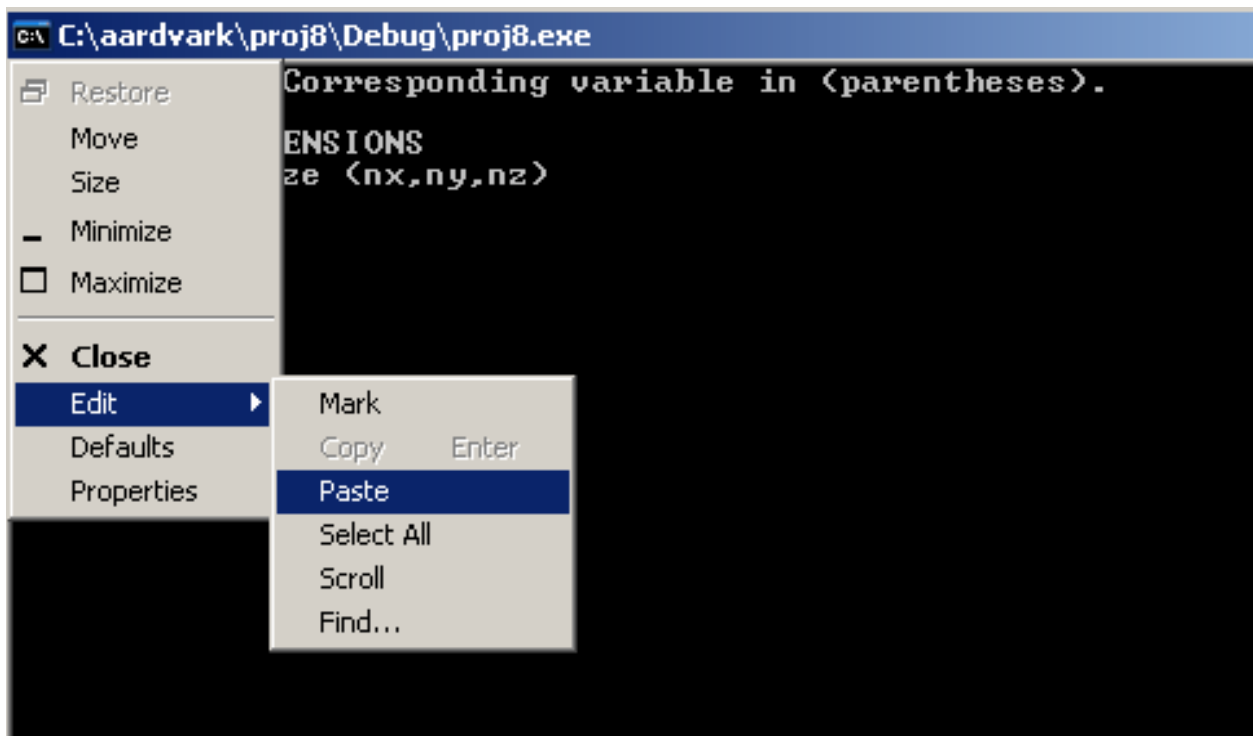 C:\ C:\aardvark\proj8\Debug\proj8.exe
Restore
Move
Size
Minimize
Maximize
Close
Edit
Defaults
Properties
Corresponding variable in (parentheses).
ENSIONS
ze (nx,ny,nz)
Mark
Copy Enter
Paste
Select All
Scroll
Find...